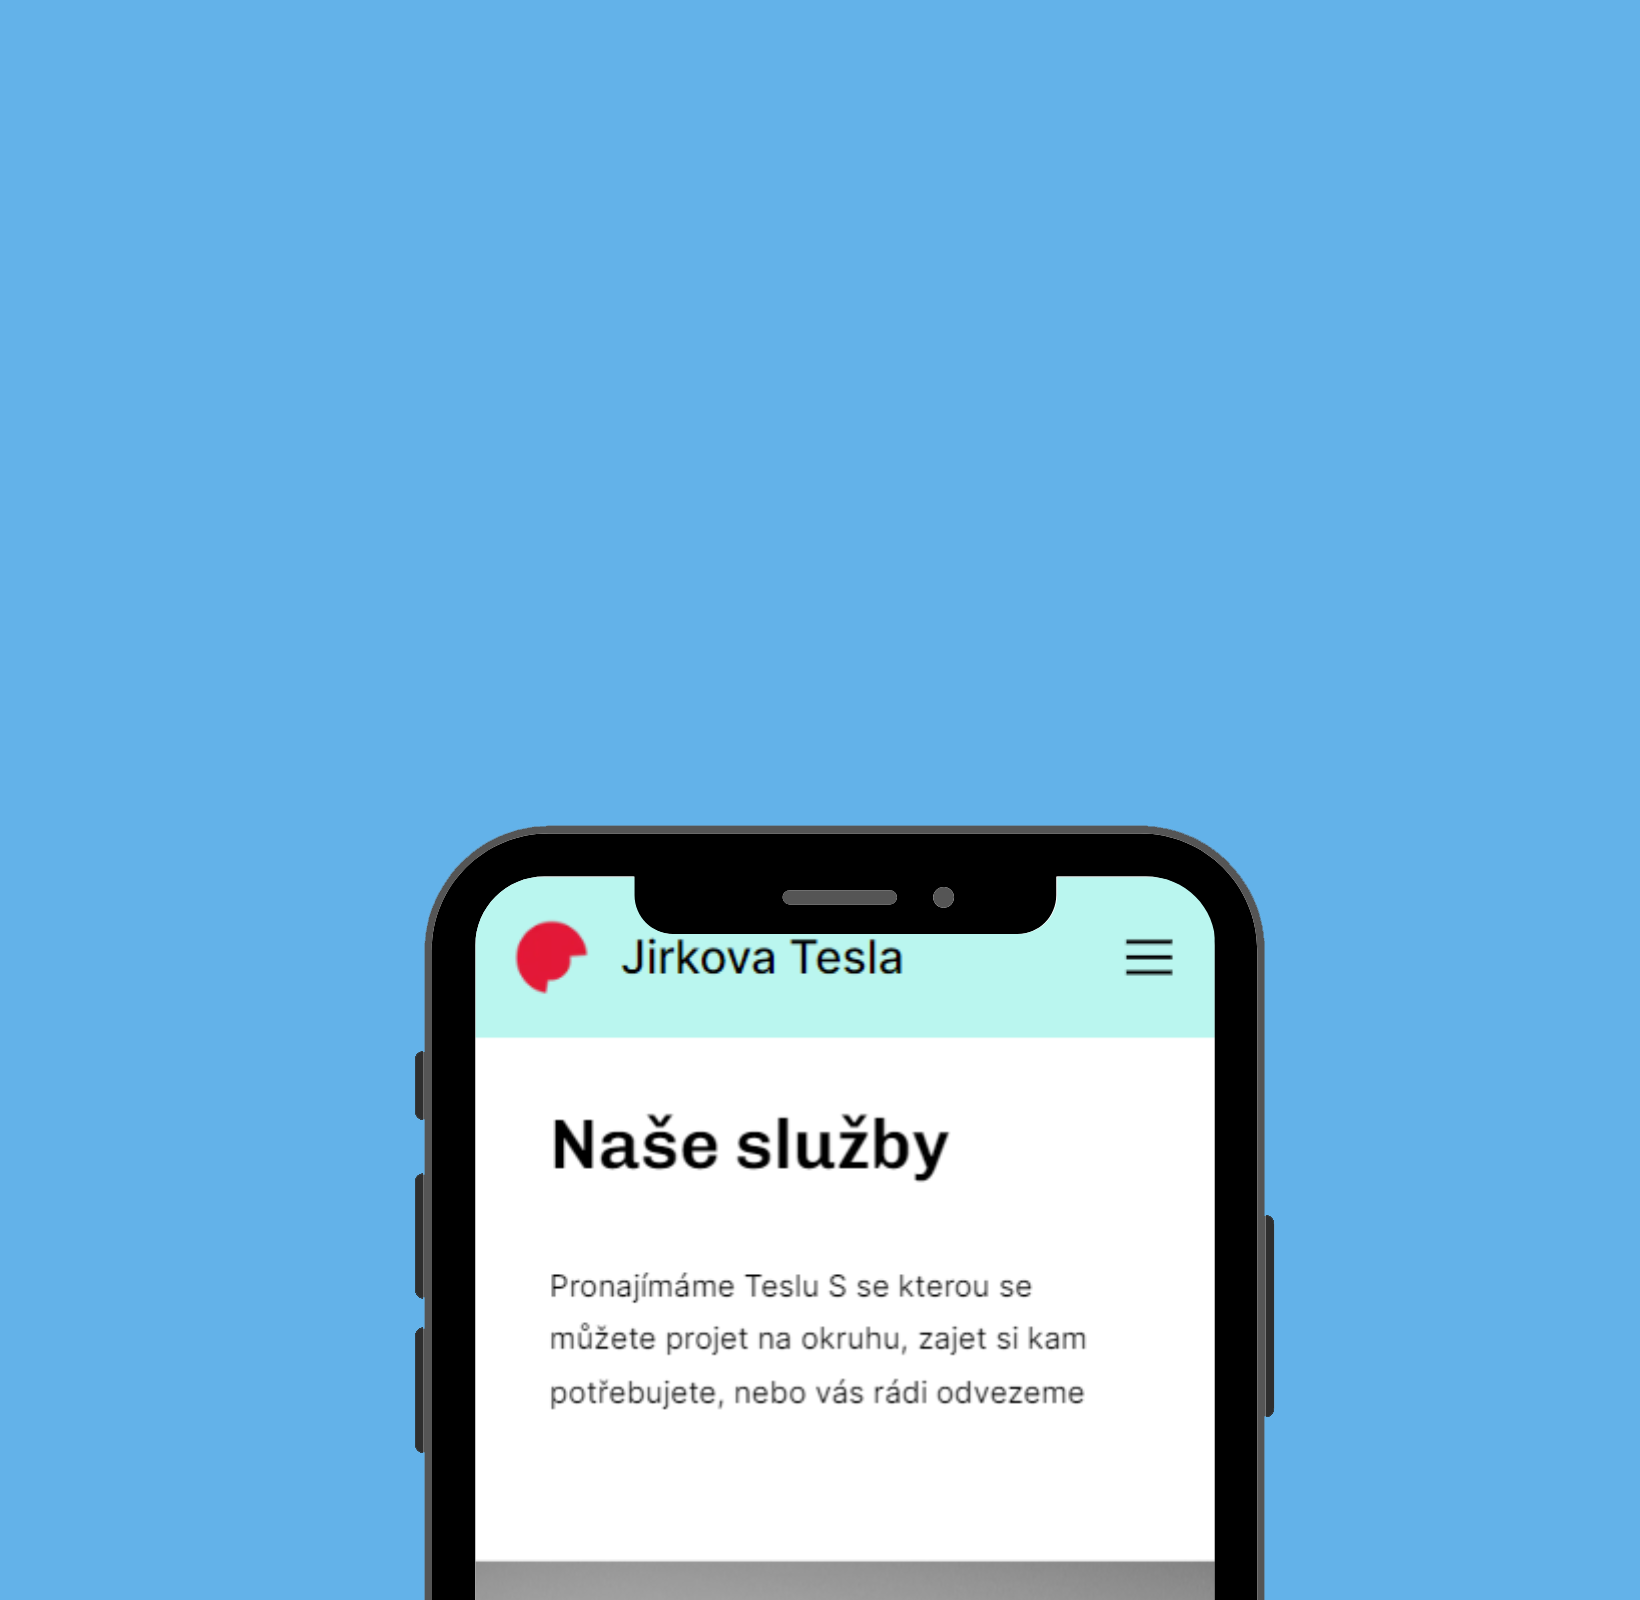 Jirkova Tesla
Naše služby
Pronajímáme Teslu S se kterou se
můžete projet na okruhu, zajet si kam
potřebujete, nebo vás rádi odvezeme